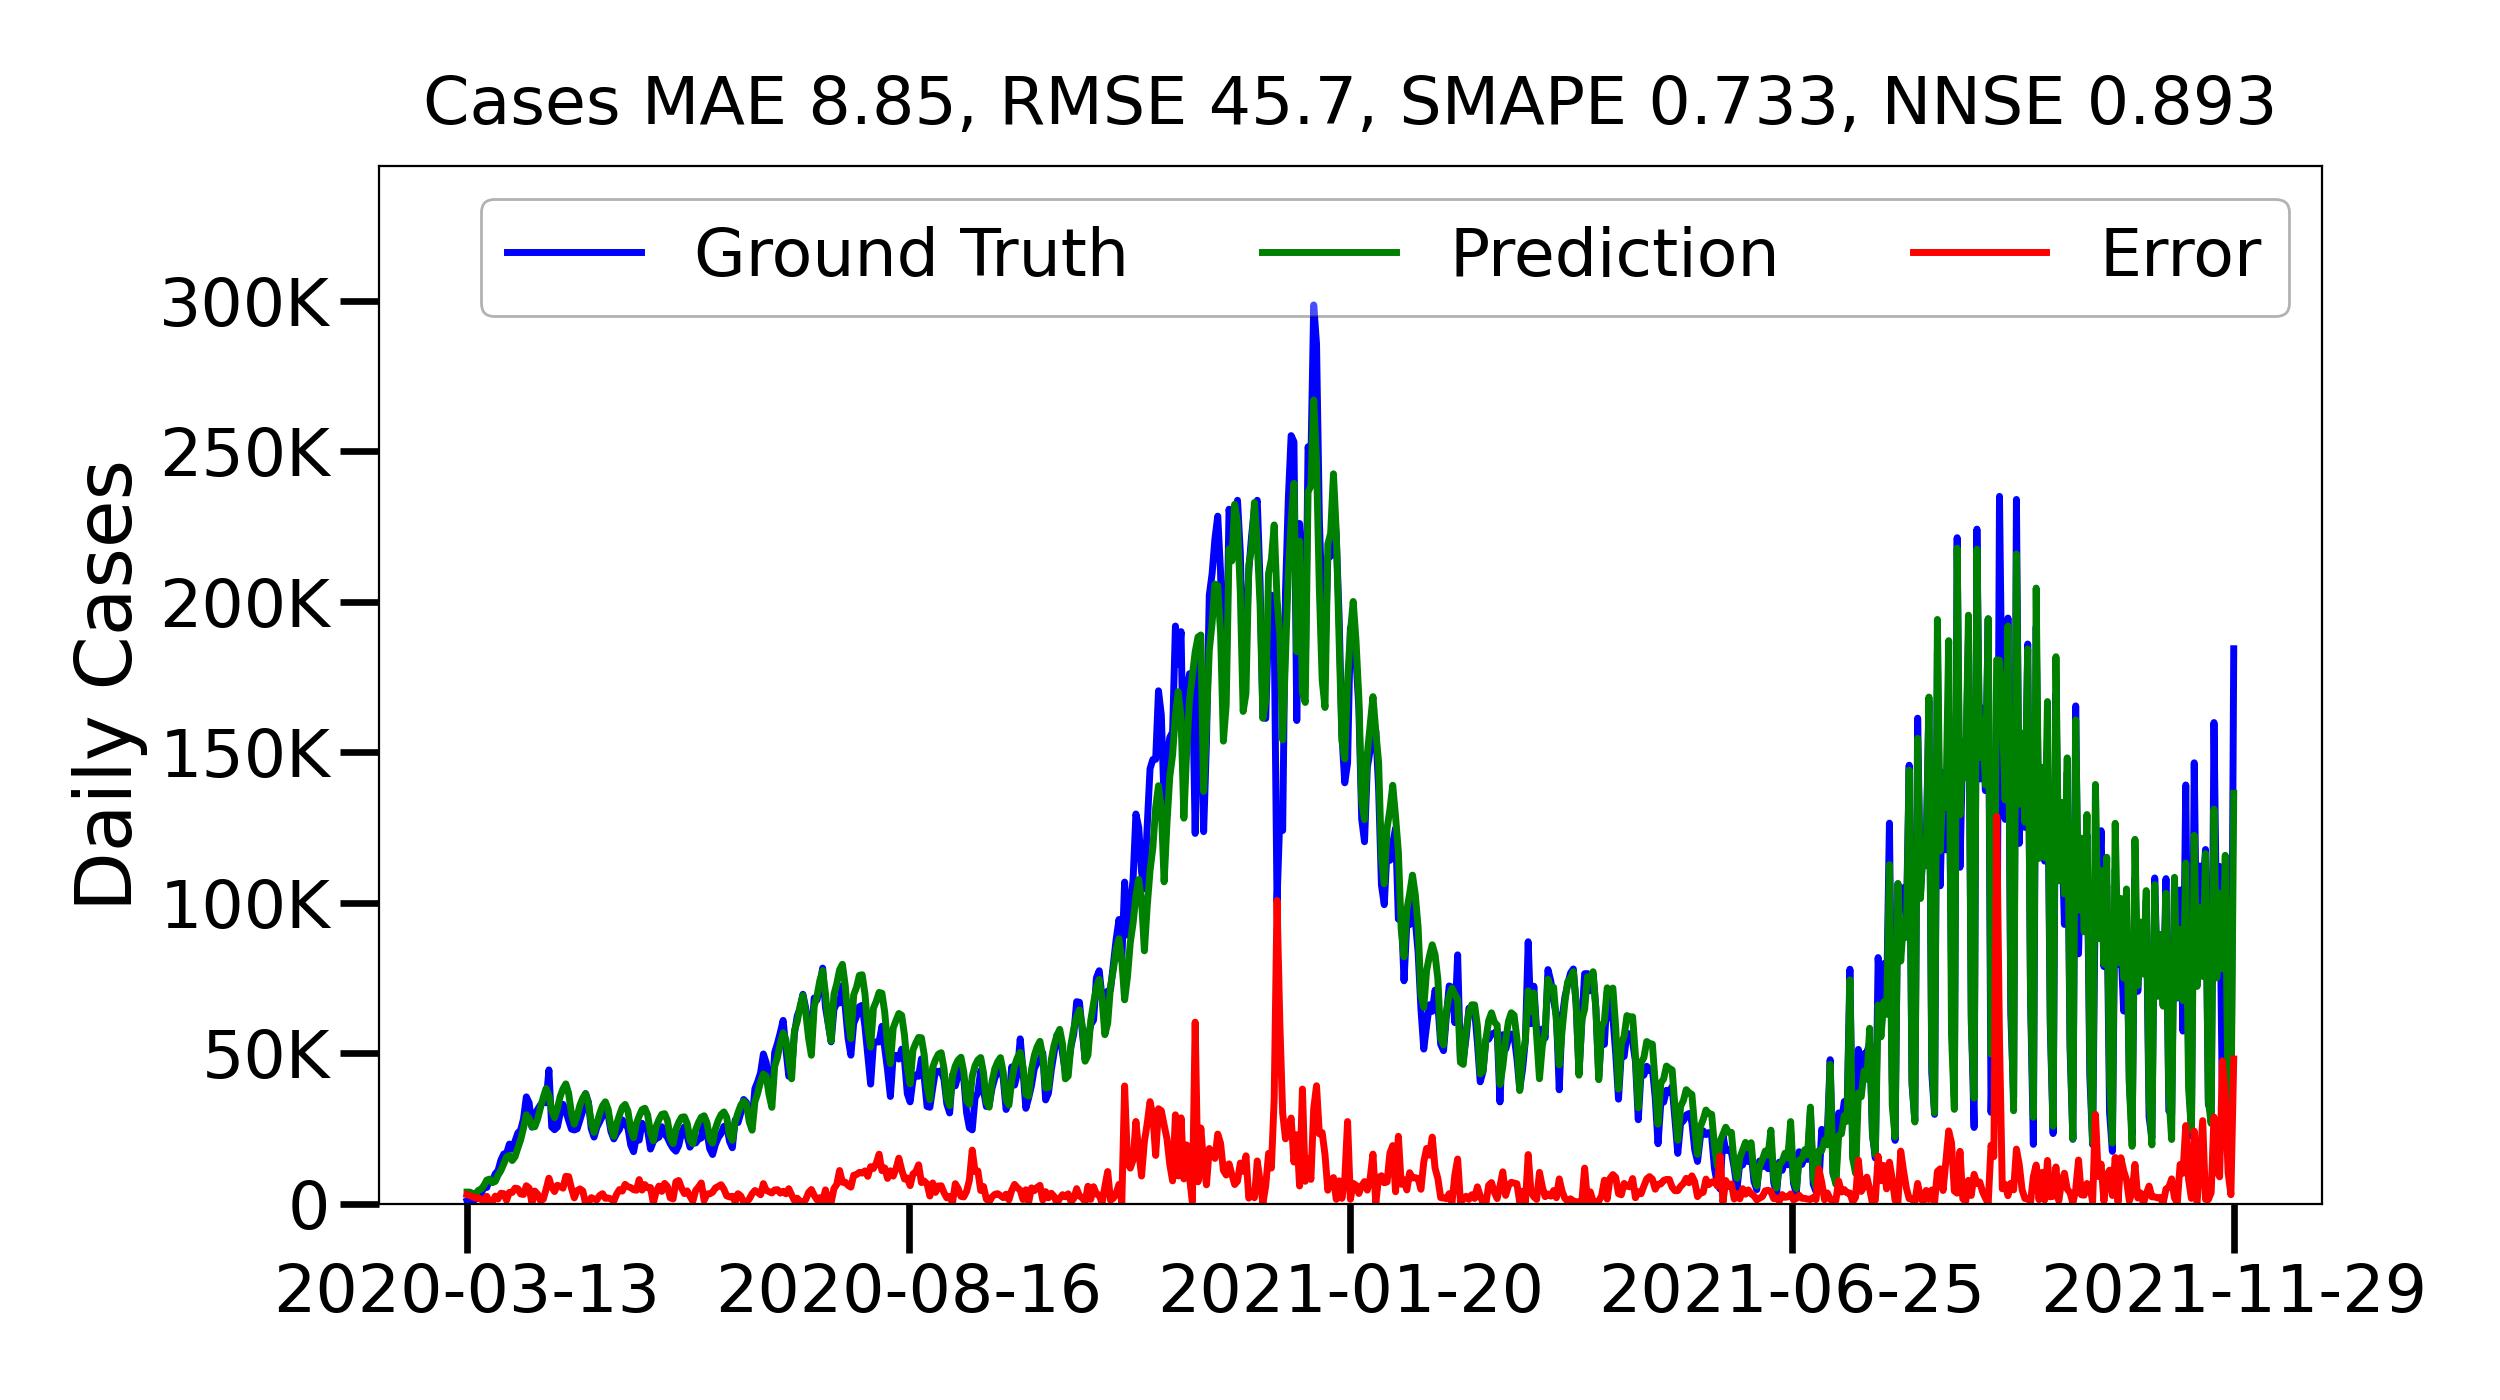 Cases MAE 8.85, RMSE 45.7, SMAPE 0.733, NNSE 0.893
Ground Truth Prediction Error
Daily Cases
300K
250K
200K
150K
100K
50K
0
2020-03-13 2020-08-16 2021-01-20 2021-06-25 2021-11-29